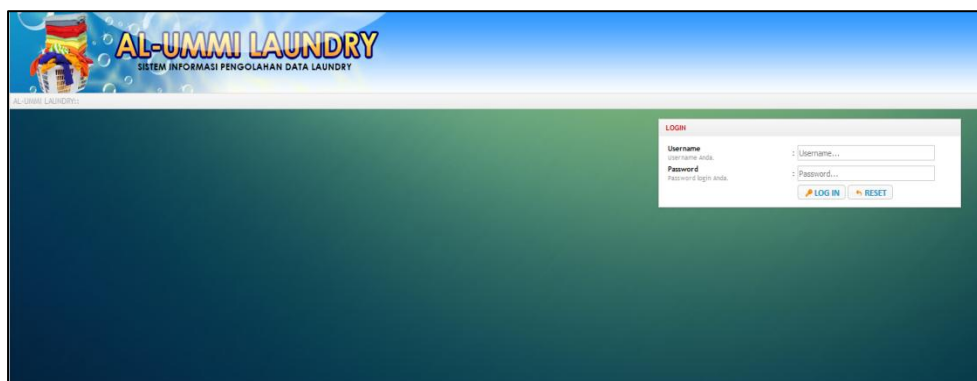 AL-UMMI LAUNDRY
SISTEM INFORMASI PENGOLAHAN DATA LAUNDRY
AL-UMMI LAUNDRY::
LOGIN
Username : Username...
Username Anda.
Password : Password...
Password login Anda.
LOG IN RESET